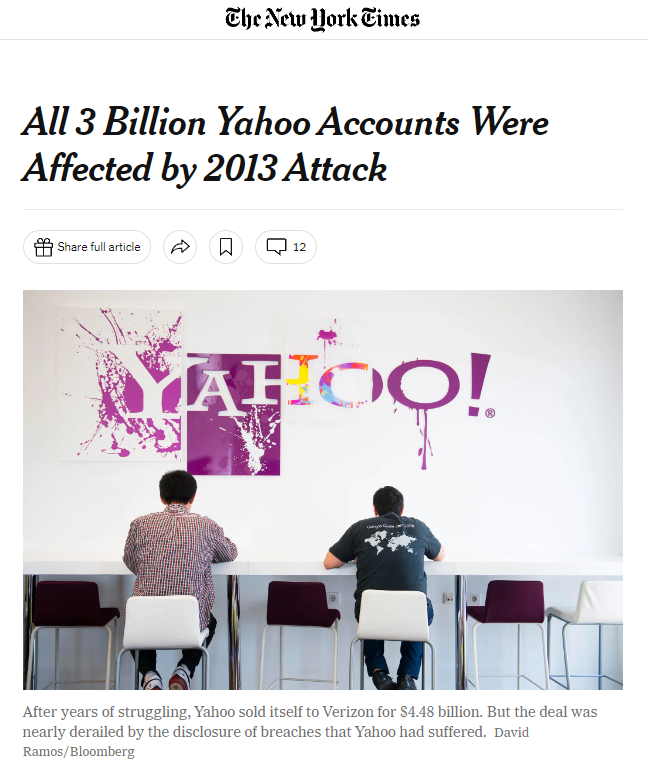 The New York Times
All 3 Billion Yahoo Accounts Were
Affected by 2013 Attack
Share full article
12
YAHOO!®
After years of struggling, Yahoo sold itself to Verizon for $4.48 billion. But the deal was
nearly derailed by the disclosure of breaches that Yahoo had suffered. David
Ramos/Bloomberg